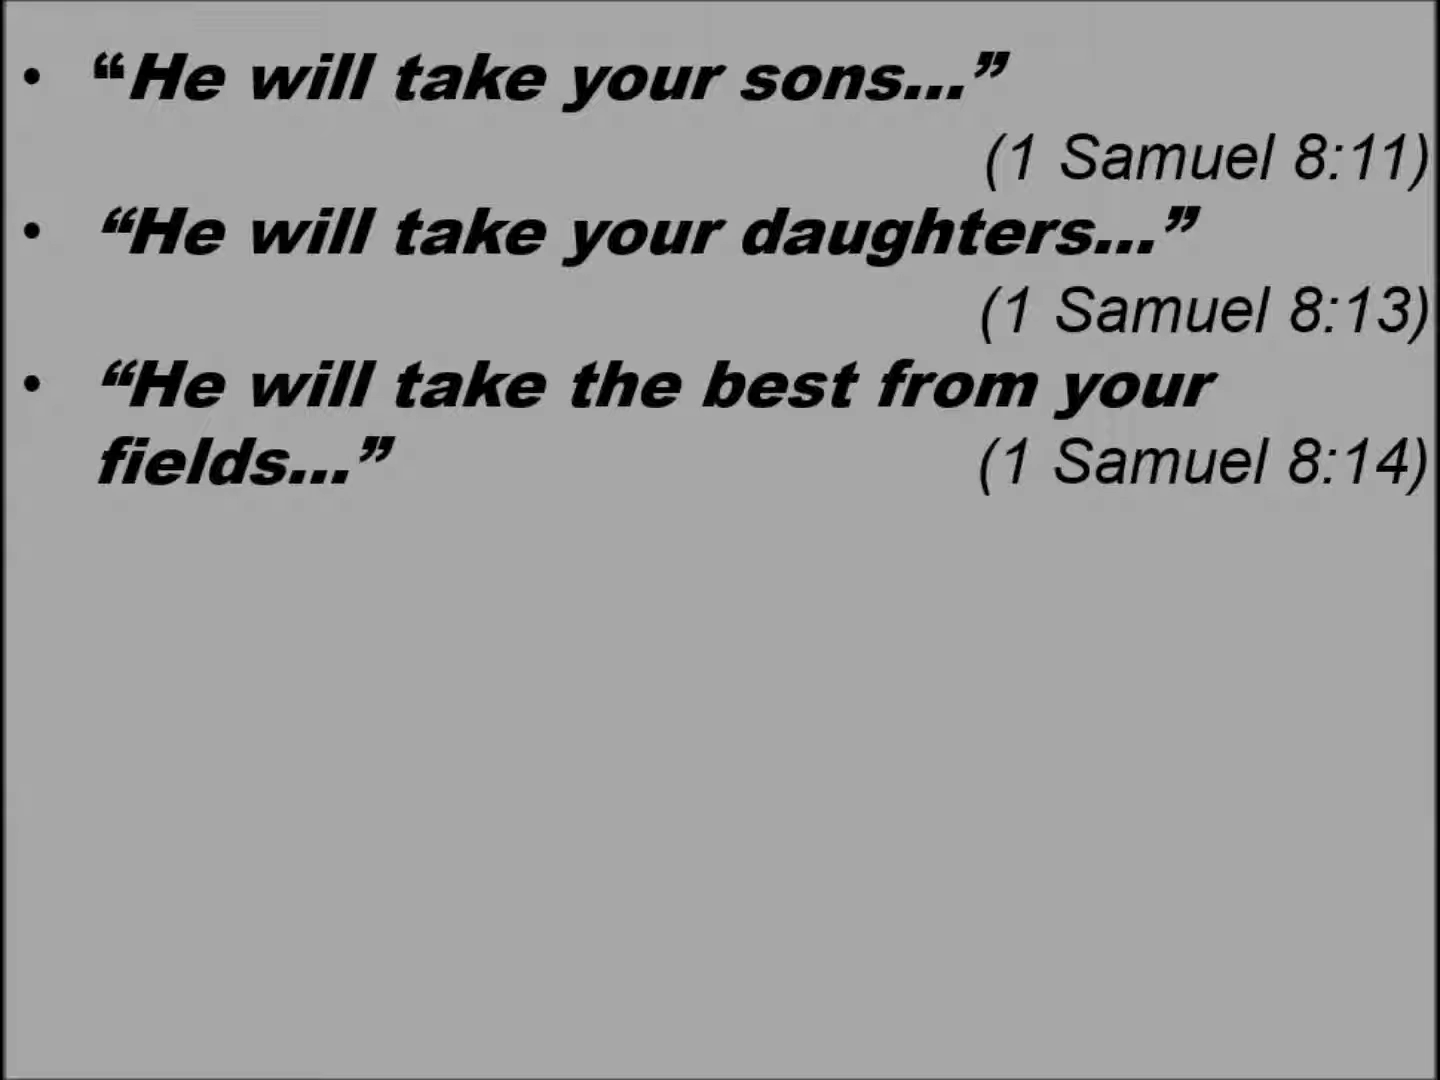 • “He will take your sons…”
(1 Samuel 8:11)
• “He will take your daughters…”
(1 Samuel 8:13)
• “He will take the best from your
fields…” (1 Samuel 8:14)